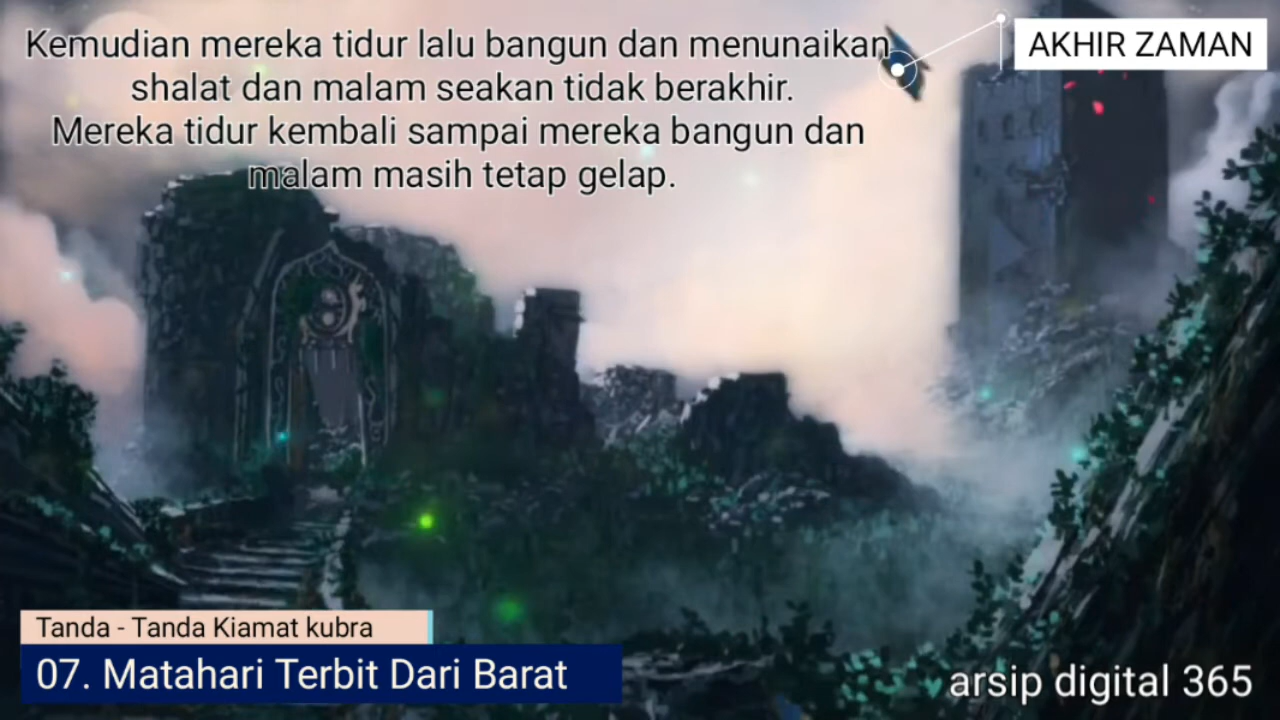 Kemudian mereka tidur lalu bangun dan menunaikan
shalat dan malam seakan tidak berakhir.
Mereka tidur kembali sampai mereka bangun dan
malam masih tetap gelap.
AKHIR ZAMAN
Tanda - Tanda Kiamat kubra
07. Matahari Terbit Dari Barat
arsip digital 365